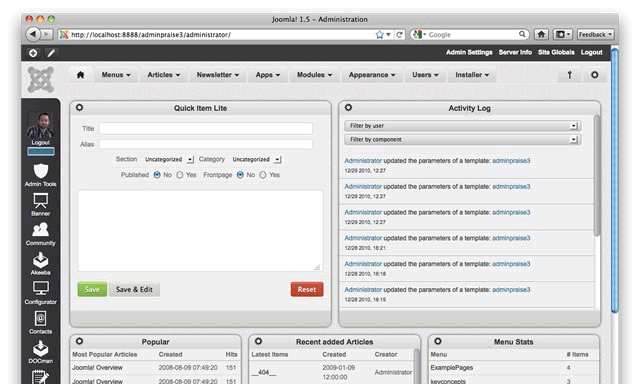 Joomla! 1.5 - Administration
http://localhost:8888/adminpraise3/administrator/
Google
Feedback
Admin Settings Server Info Site Globals Logout
Menus Articles Newsletter Apps Modules Appearance Users Installer
Logout
Admin Tools
Banner
Community
Akeeba
Configurator
Contacts
DOCman
Quick Item Lite
Title
Alias
Section Uncategorized Category Uncategorized
Published No Yes Frontpage No Yes
Save Save & Edit Reset
Activity Log
Filter by user
Filter by component
Administrator updated the parameters of a template: adminpraise3
12/29 2010, 12:27
Administrator updated the parameters of a template: adminpraise3
12/29 2010, 12:27
Administrator updated the parameters of a template: adminpraise3
12/29 2010, 12:27
Administrator updated the parameters of a template: adminpraise3
12/28 2010, 16:21
Administrator updated the parameters of a template: adminpraise3
12/28 2010, 16:18
Administrator updated the parameters of a template: adminpraise3
12/28 2010, 16:15
Popular
Most Popular Articles Created Hits
Joomla! Overview 2008-08-09 07:49:20 151
Joomla! Overview 2008-08-09 07:49:20 151
Recent added Articles
Latest Items Created Creator
__404__ 2009-01-09 12:00:00 Administrator
Menu Stats
Menu # Items
ExamplePages 4
keyconcepts 3